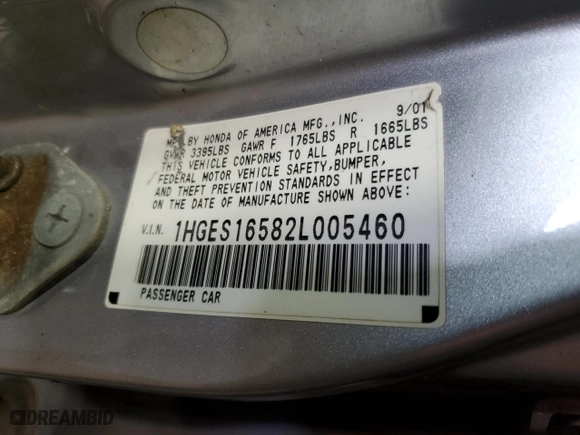 MFD.BY HONDA OF AMERICA MFG.,INC. 9/01
GVWR 3395LBS GAWR F 1765LBS R 1665LBS
THIS VEHICLE CONFORMS TO ALL APPLICABLE
FEDERAL MOTOR VEHICLE SAFETY,BUMPER,
AND THEFT PREVENTION STANDARDS IN EFFECT
ON THE DATE OF MANUFACTURE SHOWN ABOVE:
V.I.N. 1HGES16582L005460
PASSENGER CAR
DREAMBID